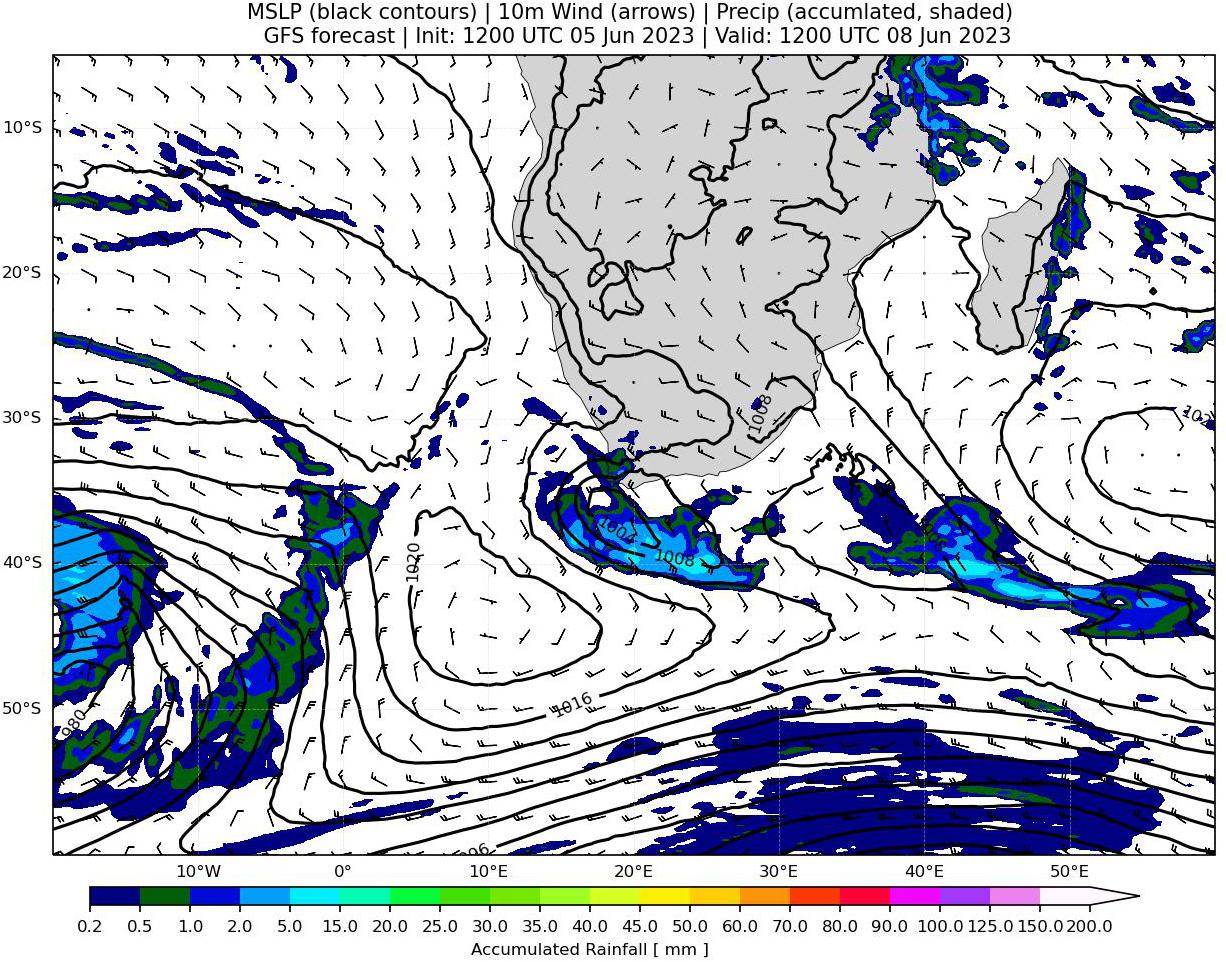 MSLP (black contours) | 10m Wind (arrows) | Precip (accumlated, shaded)
GFS forecast | Init: 1200 UTC 05 Jun 2023 | Valid: 1200 UTC 08 Jun 2023
10°S
20°S
1008
30°S
1004
1008
1020
40°S
1016
50°S
980
10°W 0° 10°E 20°E 30°E 40°E 50°E
0.2 0.5 1.0 2.0 5.0 10.0 15.0 20.0 25.0 30.0 35.0 40.0 45.0 50.0 60.0 70.0 80.0 90.0 100.0 125.0 150.0 200.0
Accumulated Rainfall [ mm ]